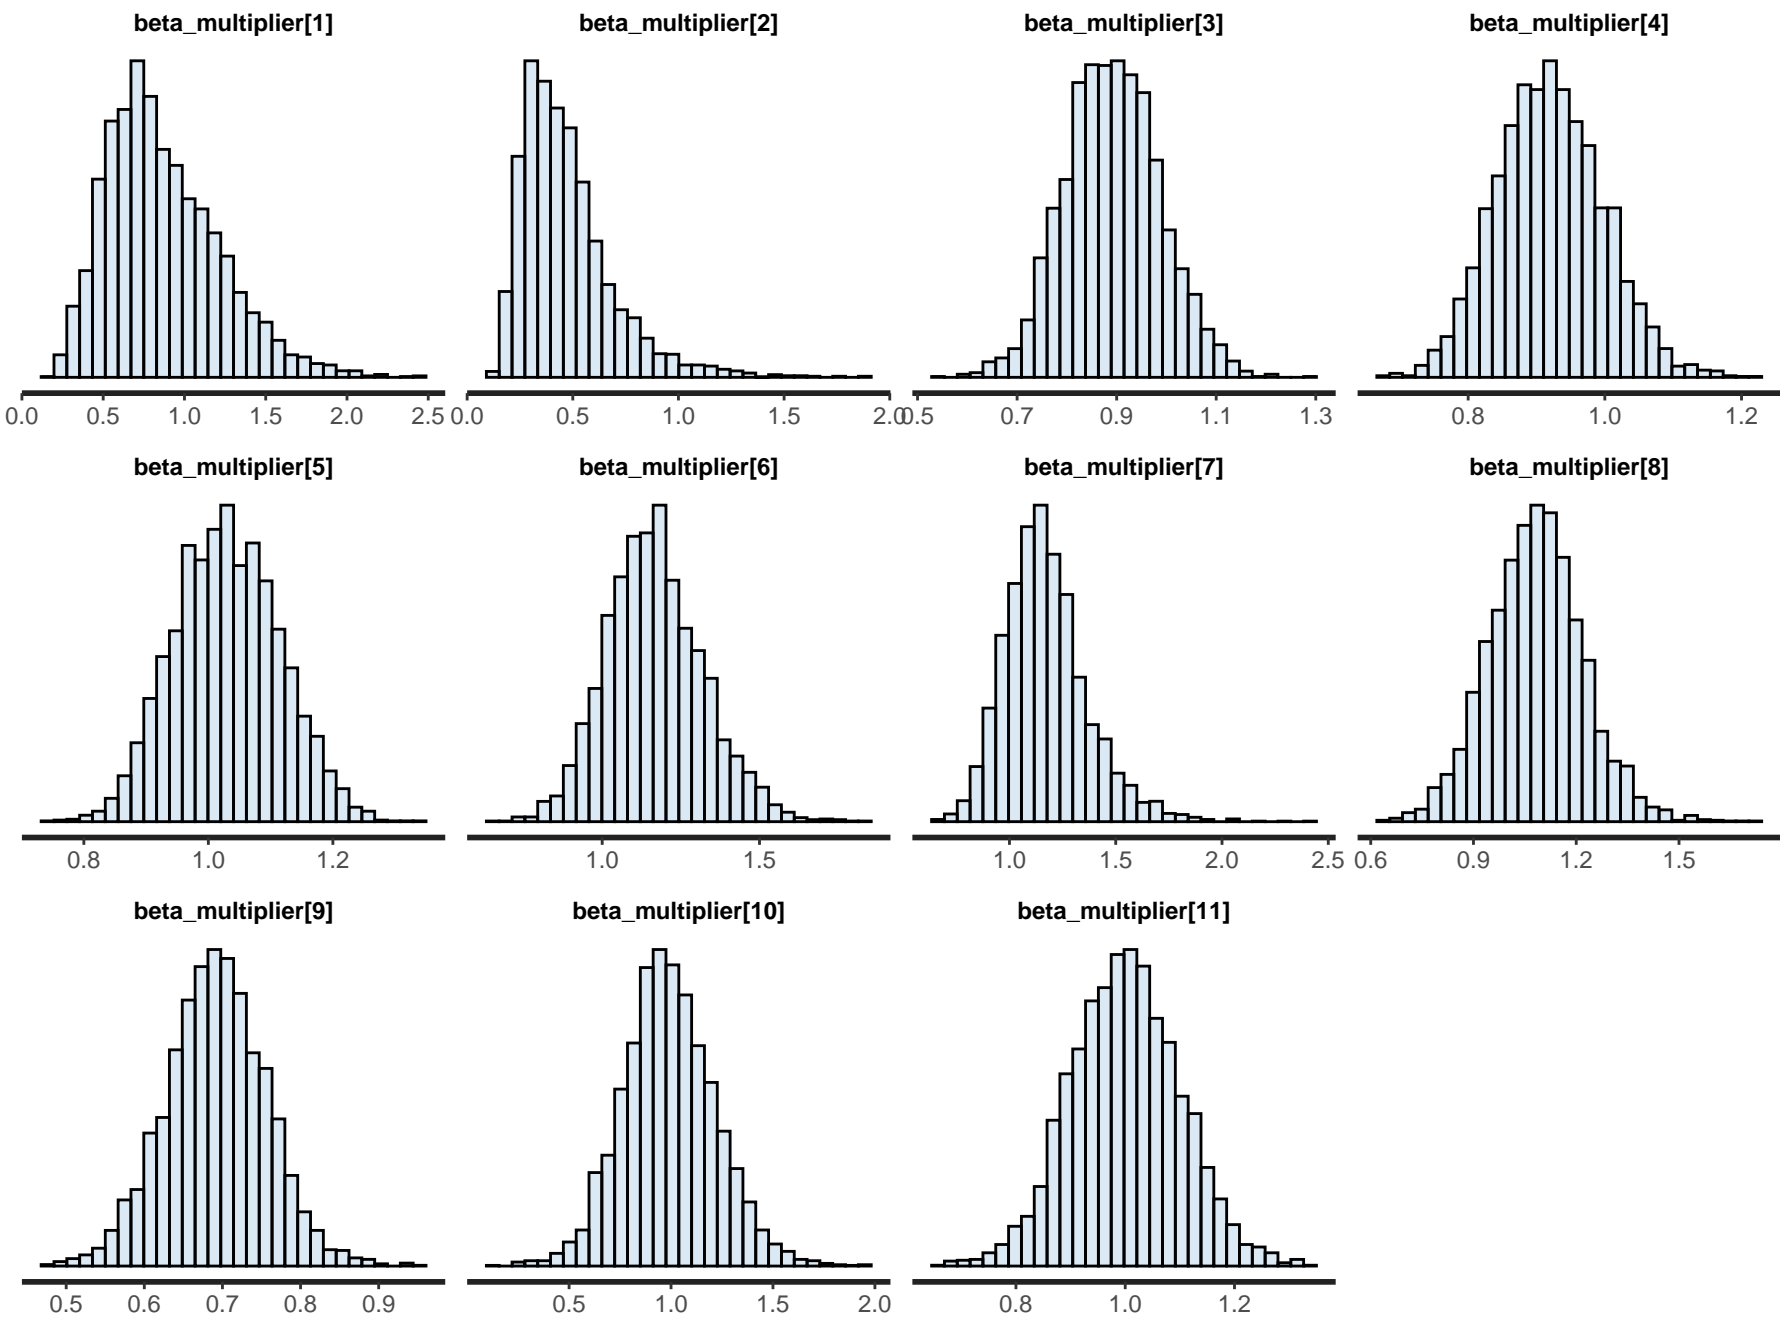 beta_multiplier[1] beta_multiplier[2] beta_multiplier[3] beta_multiplier[4]
0.0 0.5 1.0 1.5 2.0 2.5 0.0 0.5 1.0 1.5 2.0 0.5 0.7 0.9 1.1 1.3 0.8 1.0 1.2
beta_multiplier[5] beta_multiplier[6] beta_multiplier[7] beta_multiplier[8]
0.8 1.0 1.2 1.0 1.5 1.0 1.5 2.0 2.5 0.6 0.9 1.2 1.5
beta_multiplier[9] beta_multiplier[10] beta_multiplier[11]
0.5 0.6 0.7 0.8 0.9 0.5 1.0 1.5 2.0 0.8 1.0 1.2